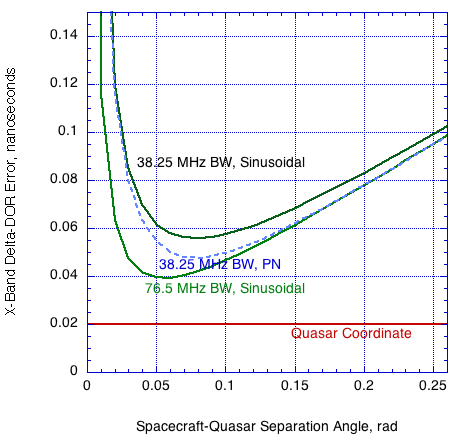 X-Band Delta-DOR Error, nanoseconds
0.14
0.12
0.1
0.08
0.06
0.04
0.02
0
38.25 MHz BW, Sinusoidal
38.25 MHz BW, PN
76.5 MHz BW, Sinusoidal
Quasar Coordinate
0
0.05
0.1
0.15
0.2
0.25
Spacecraft-Quasar Separation Angle, rad